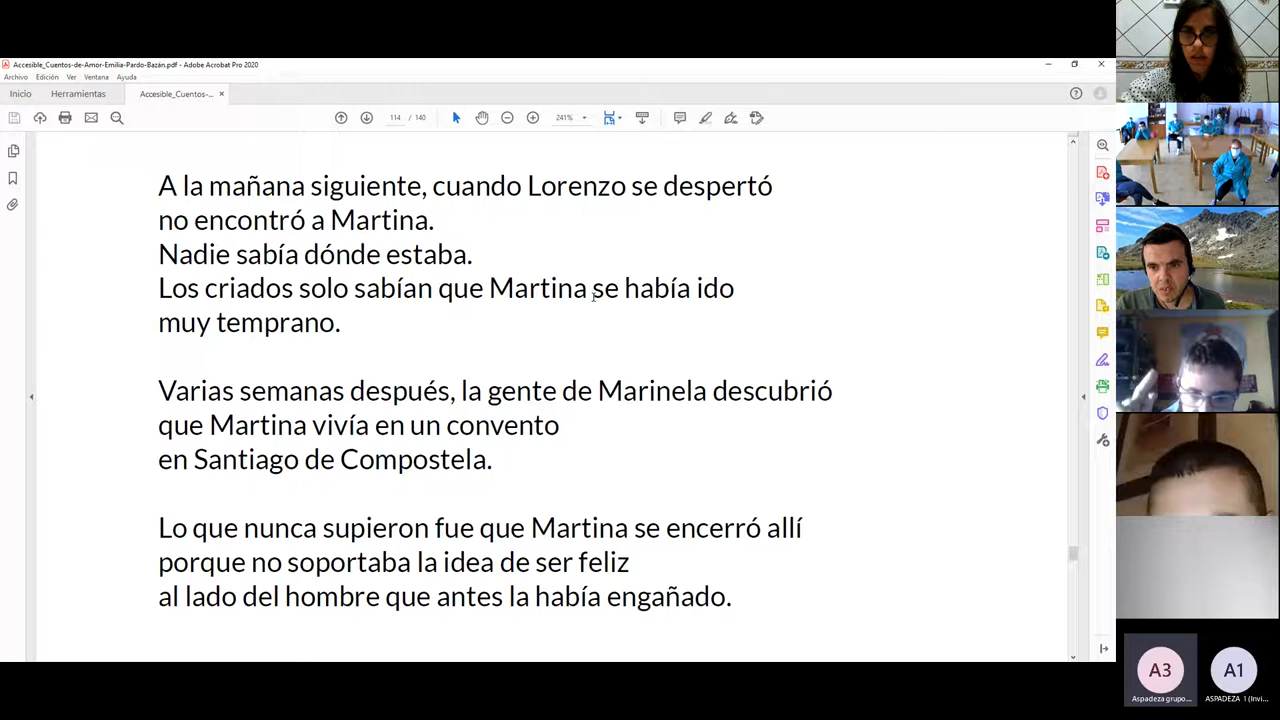 Accesible_Cuentos-de-Amor-Emilia-Pardo-Bazán.pdf - Adobe Acrobat Pro 2020
Archivo Edición Ver Ventana Ayuda
Inicio Herramientas Accesible_Cuentos-... ×
114 / 140 241%
A la mañana siguiente, cuando Lorenzo se despertó
no encontró a Martina.
Nadie sabía dónde estaba.
Los criados solo sabían que Martina se había ido
muy temprano.
Varias semanas después, la gente de Marinela descubrió
que Martina vivía en un convento
en Santiago de Compostela.
Lo que nunca supieron fue que Martina se encerró allí
porque no soportaba la idea de ser feliz
al lado del hombre que antes la había engañado.
A3 A1
Aspadeza grupo... ASPADEZA 1 (Invi...